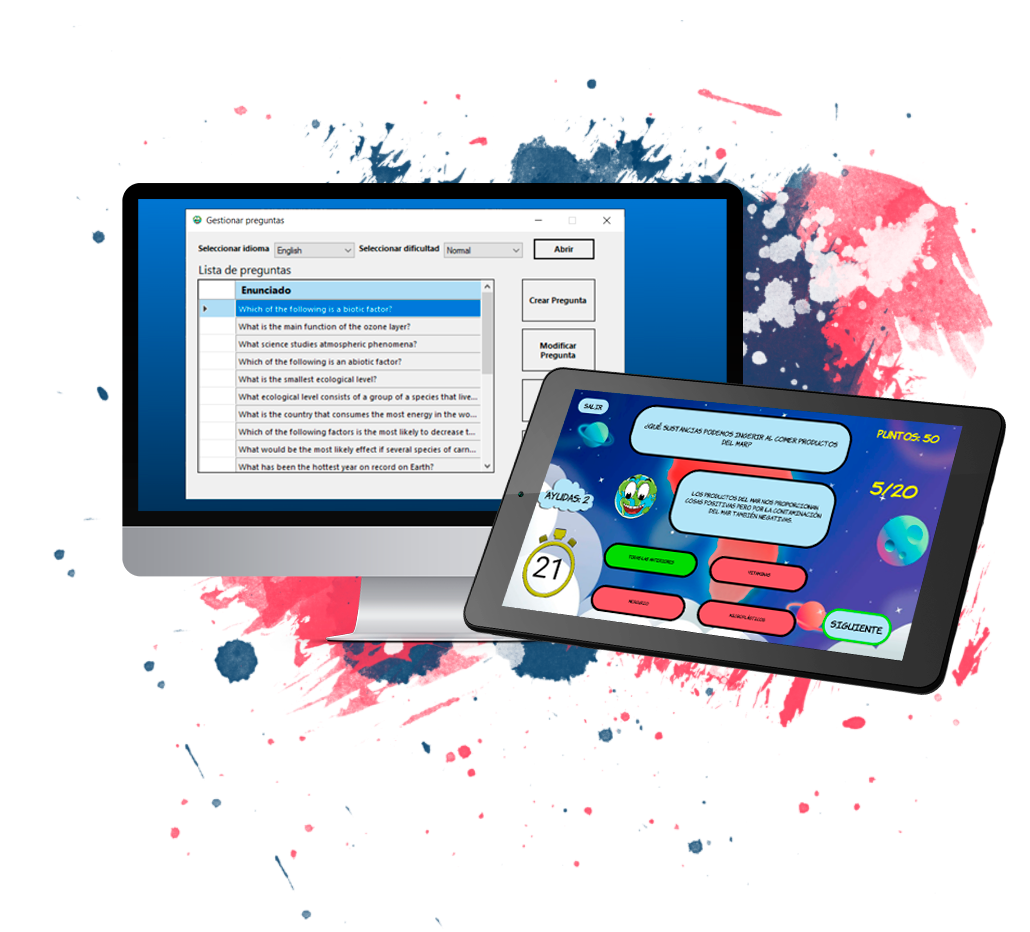 Gestionar preguntas
Seleccionar idioma English Seleccionar dificultad Normal Abrir
Lista de preguntas
Enunciado
Which of the following is a biotic factor?
What is the main function of the ozone layer?
What science studies atmospheric phenomena?
Which of the following is an abiotic factor?
What is the smallest ecological level?
What ecological level consists of a group of a species that live...
What is the country that consumes the most energy in the wo...
Which of the following factors is the most likely to decrease t...
What would be the most likely effect if several species of carn...
What has been the hottest year on record on Earth?
Crear Pregunta
Modificar
Pregunta
SALIR
¿QUÉ SUSTANCIAS PODEMOS INGERIR AL COMER PRODUCTOS
DEL MAR?
PUNTOS: 50
5/20
AYUDAS: 2
LOS PRODUCTOS DEL MAR NOS PROPORCIONAN
COSAS POSITIVAS PERO POR LA CONTAMINACIÓN
DEL MAR TAMBIÉN NEGATIVAS.
21
TODAS LAS ANTERIORES
VITAMINAS
MERCURIO
MICROPLÁSTICOS
SIGUIENTE